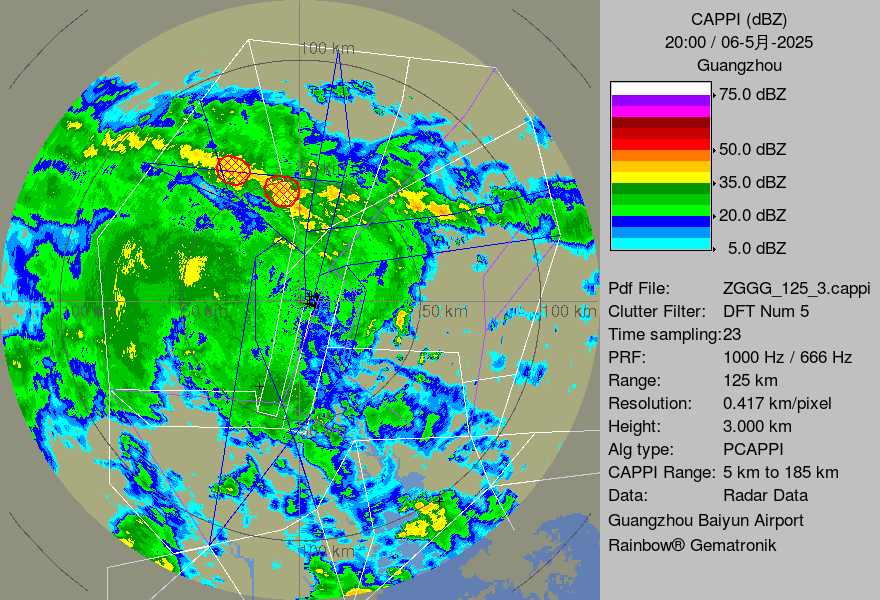 CAPPI (dBZ)
20:00 / 06-5月-2025
Guangzhou
75.0 dBZ
50.0 dBZ
35.0 dBZ
20.0 dBZ
5.0 dBZ
Pdf File: ZGGG_125_3.cappi
Clutter Filter: DFT Num 5
Time sampling:23
PRF: 1000 Hz / 666 Hz
Range: 125 km
Resolution: 0.417 km/pixel
Height: 3.000 km
Alg type: PCAPPI
CAPPI Range: 5 km to 185 km
Data: Radar Data
Guangzhou Baiyun Airport
Rainbow® Gematronik
100 km
50 km
100 km
100 km